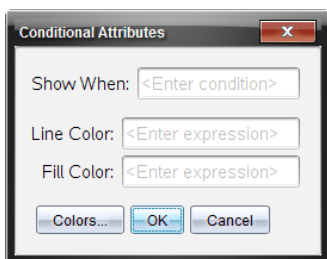 Conditional Attributes
Show When: <Enter condition>
Line Color: <Enter expression>
Fill Color: <Enter expression>
Colors... OK Cancel